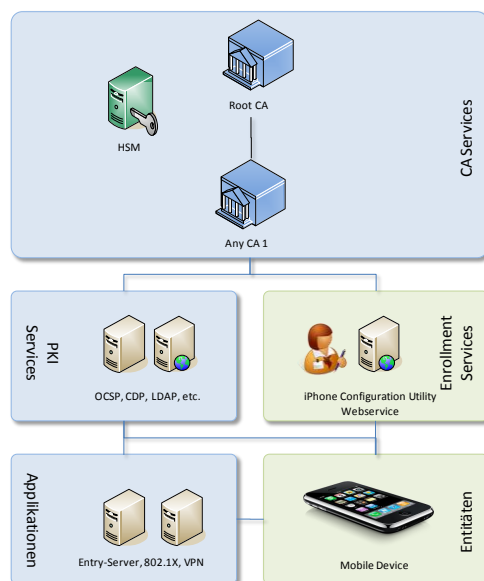 Root CA
HSM
CA Services
Any CA 1
PKI
Services
OCSP, CDP, LDAP, etc.
Enrollment
Services
iPhone Configuration Utility
Webservice
Applikationen
Entry-Server, 802.1X, VPN
Entitäten
Mobile Device